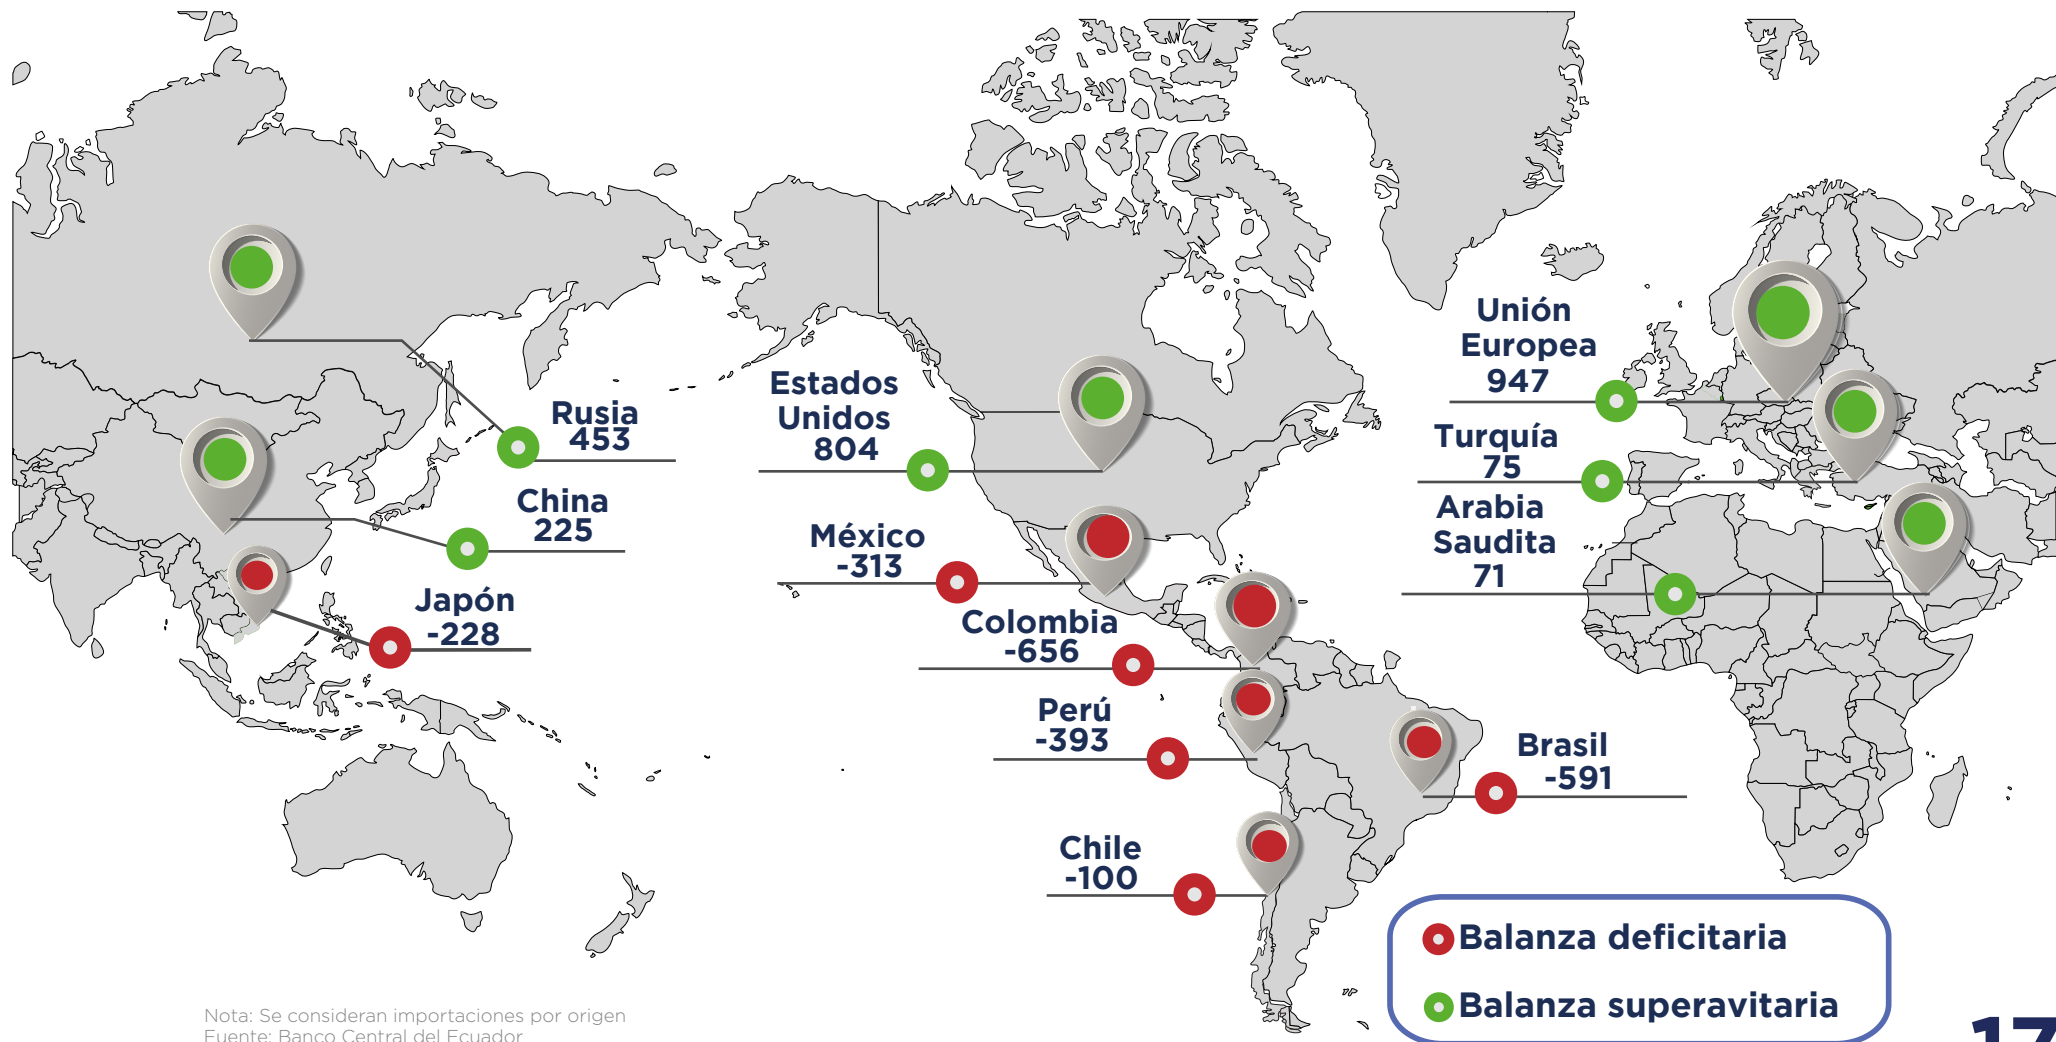 Rusia
453
China
225
Japón
-228
Estados
Unidos
804
México
-313
Colombia
-656
Perú
-393
Chile
-100
Brasil
-591
Unión
Europea
947
Turquía
75
Arabia
Saudita
71
Balanza deficitaria
Balanza superavitaria
Nota: Se consideran importaciones por origen
Fuente: Banco Central del Ecuador
17